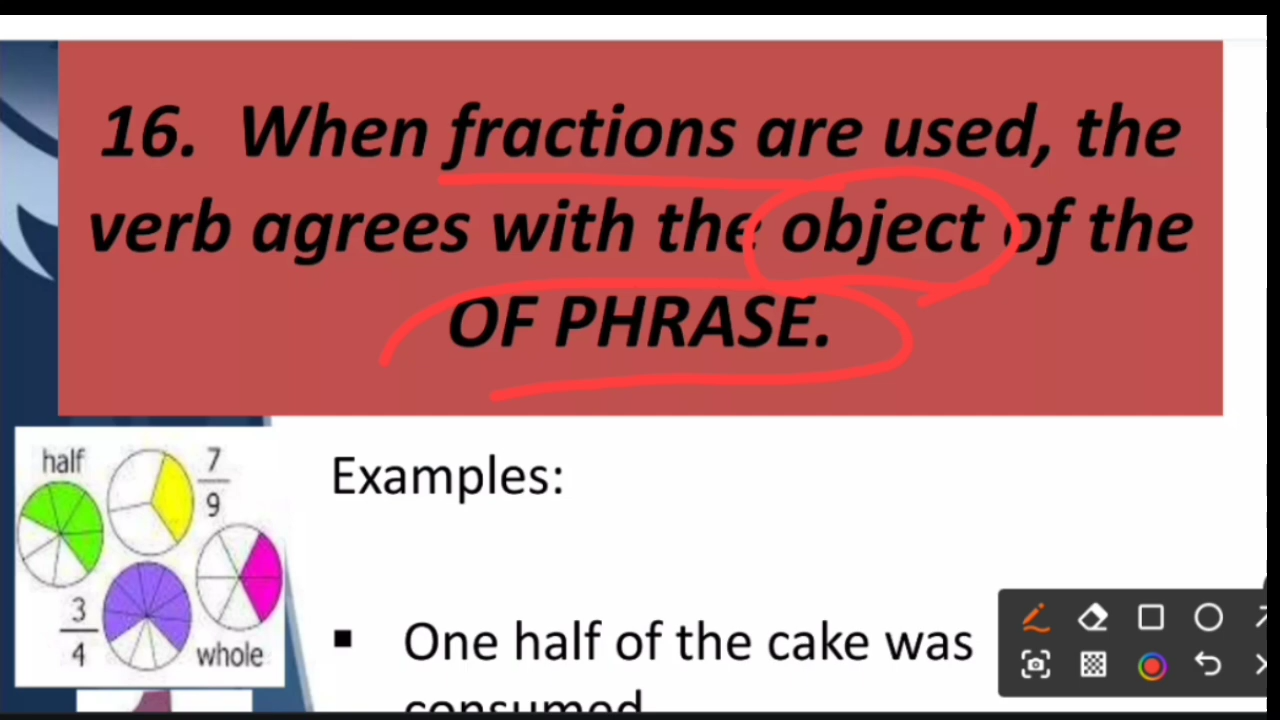 16. When fractions are used, the
verb agrees with the object of the
OF PHRASE.
half
7
9
3
4
whole
Examples:
▪ One half of the cake was
consumed